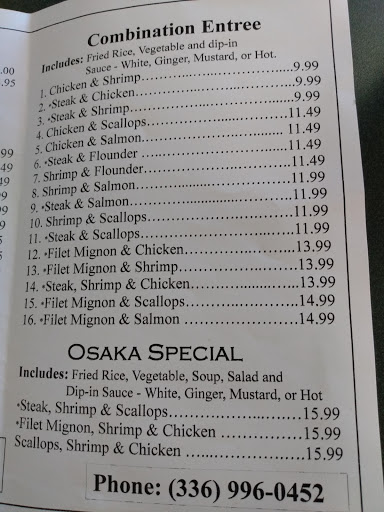 .00
.95
99
49
Combination Entree
Includes: Fried Rice, Vegetable and dip-in
Sauce - White, Ginger, Mustard, or Hot.
1. Chicken & Shrimp……………………...9.99
2. *Steak & Chicken……………………….9.99
3. *Steak & Shrimp……………………......9.99
4. Chicken & Scallops…………………..11.49
5. Chicken & Salmon………………….... 11.49
6. *Steak & Flounder …..………………..11.49
7. Shrimp & Flounder…………………..11.49
8. Shrimp & Salmon……..........…………11.99
9. *Steak & Salmon……...……………….11.99
10. Shrimp & Scallops…………………..11.99
11. *Steak & Scallops……...…………….11.99
12. *Filet Mignon & Chicken……………13.99
13. *Filet Mignon & Shrimp…………….13.99
14. *Steak, Shrimp & Chicken…………..13.99
15. *Filet Mignon & Scallops……………14.99
16. *Filet Mignon & Salmon ……………14.99
OSAKA SPECIAL
Includes: Fried Rice, Vegetable, Soup, Salad and
Dip-in Sauce - White, Ginger, Mustard, or Hot
*Steak, Shrimp & Scallops………………......…15.99
*Filet Mignon, Shrimp & Chicken ……………15.99
Scallops, Shrimp & Chicken …………...…..15.99
Phone: (336) 996-0452